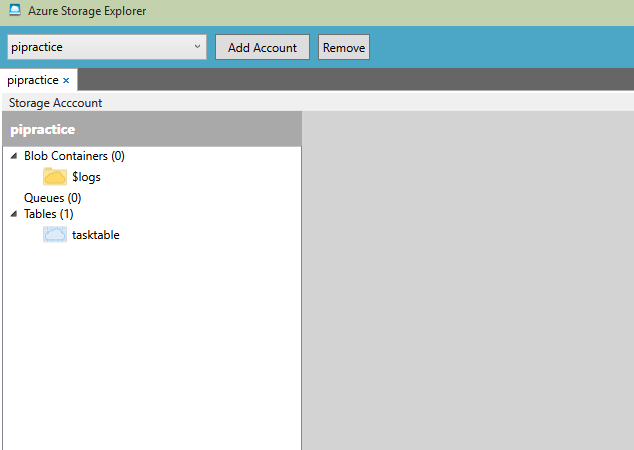 Azure Storage Explorer
pipractice Add Account Remove
pipractice ×
Storage Acccount
pipractice
Blob Containers (0)
$logs
Queues (0)
Tables (1)
tasktable